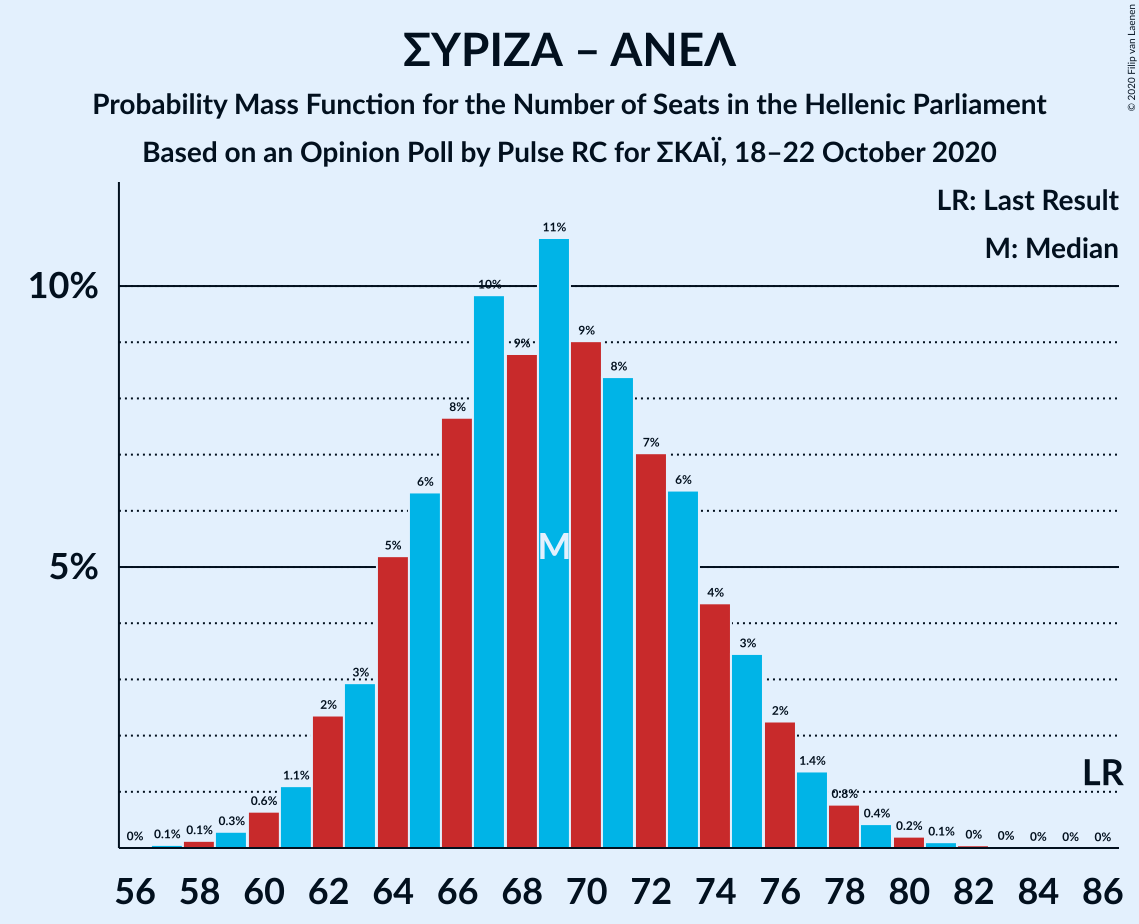 © 2020 Filip van Laenen
ΣΥΡΙΖΑ – ΑΝΕΛ
Probability Mass Function for the Number of Seats in the Hellenic Parliament
Based on an Opinion Poll by Pulse RC for ΣΚΑΪ, 18–22 October 2020
LR: Last Result
M: Median
10%
5%
0% 0.1% 0.1% 0.3% 0.6% 1.1% 2% 3% 5% 6% 8% 10% 9% 11% 9% 8% 7% 6% 4% 3% 2% 1.4% 0.8% 0.4% 0.2% 0.1% 0% 0% 0% 0% 0%
M
LR
56 58 60 62 64 66 68 70 72 74 76 78 80 82 84 86